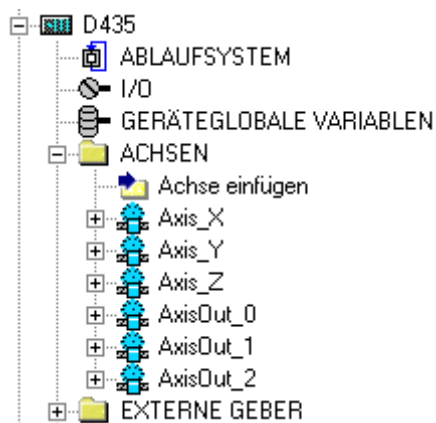 D435
ABLAUFSYSTEM
I/O
GERÄTEGLOBALE VARIABLEN
ACHSEN
Achse einfügen
Axis_X
Axis_Y
Axis_Z
AxisOut_0
AxisOut_1
AxisOut_2
EXTERNE GEBER